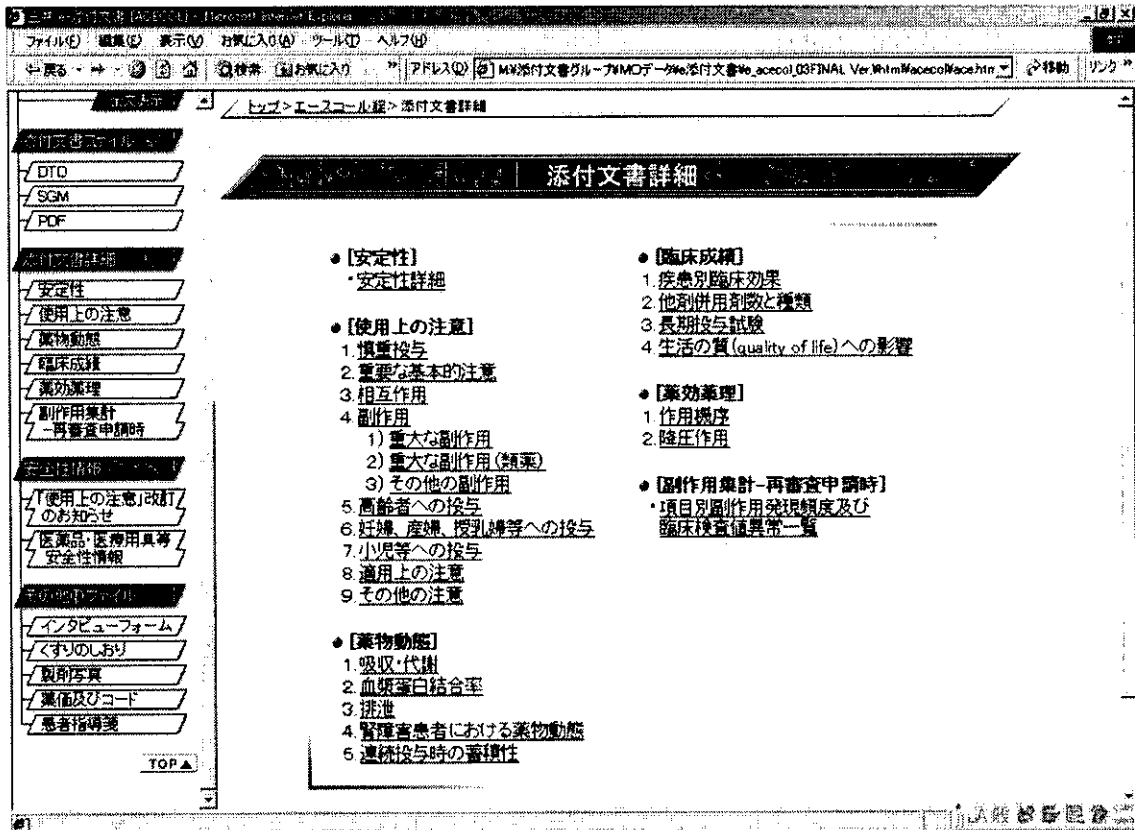 ファイル(F) 編集(E) 表示(V) お気に入り(A) ツール(T) ヘルプ(H)
戻る 検索 お気に入り アドレス(D) 移動 リンク
トップ>エースコール錠>添付文書詳細
DTD
SGM
PDF
安定性
使用上の注意
薬物動態
臨床成績
薬効薬理
副作用集計
-再審査申請時
「使用上の注意」改訂
のお知らせ
医薬品・医療用具等
安全性情報
インタビューフォーム
くすりのしおり
製剤写真
薬価及びコード
患者指導箋
TOP▲
添付文書詳細
[安定性]
・安定性詳細
[使用上の注意]
1.慎重投与
2.重要な基本的注意
3.相互作用
4.副作用
1)重大な副作用
2)重大な副作用(類薬)
3)その他の副作用
5.高齢者への投与
6.妊婦、産婦、授乳婦等への投与
7.小児等への投与
8.適用上の注意
9.その他の注意
[薬物動態]
1.吸収・代謝
2.血漿蛋白結合率
3.排泄
4.腎障害患者における薬物動態
5.連続投与時の蓄積性
[臨床成績]
1.疾患別臨床効果
2.他剤併用剤数と種類
3.長期投与試験
4.生活の質(quality of life)への影響
[薬効薬理]
1.作用機序
2.降圧作用
[副作用集計-再審査申請時]
・項目別副作用発現頻度及び
臨床検査値異常一覧